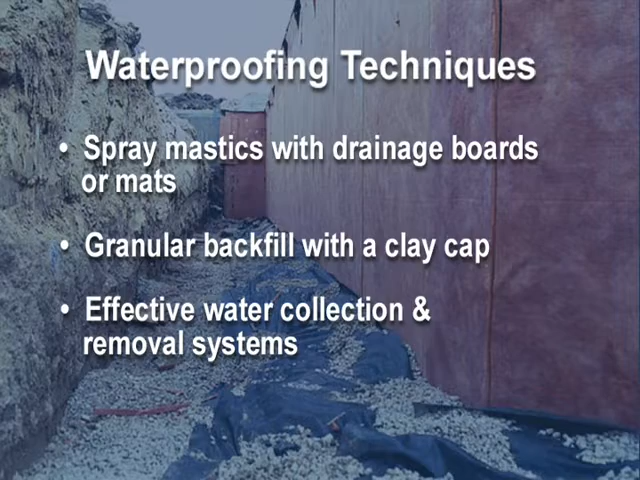 Waterproofing Techniques
• Spray mastics with drainage boards
or mats
• Granular backfill with a clay cap
• Effective water collection &
removal systems